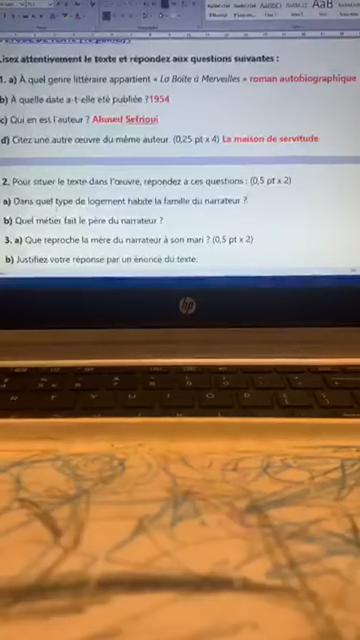 Lisez attentivement le texte et répondez aux questions suivantes :
1. a) À quel genre littéraire appartient « La Boîte à Merveilles » roman autobiographique
b) À quelle date a-t-elle été publiée ?1954
c) Qui en est l'auteur ? Ahmed Sefrioui
d) Citez une autre œuvre du même auteur. (0,25 pt x 4) La maison de servitude
2. Pour situer le texte dans l'œuvre, répondez à ces questions : (0,5 pt x 2)
a) Dans quel type de logement habite la famille du narrateur ?
b) Quel métier fait le père du narrateur ?
3. a) Que reproche la mère du narrateur à son mari ? (0,5 pt x 2)
b) Justifiez votre réponse par un énoncé du texte.
hp